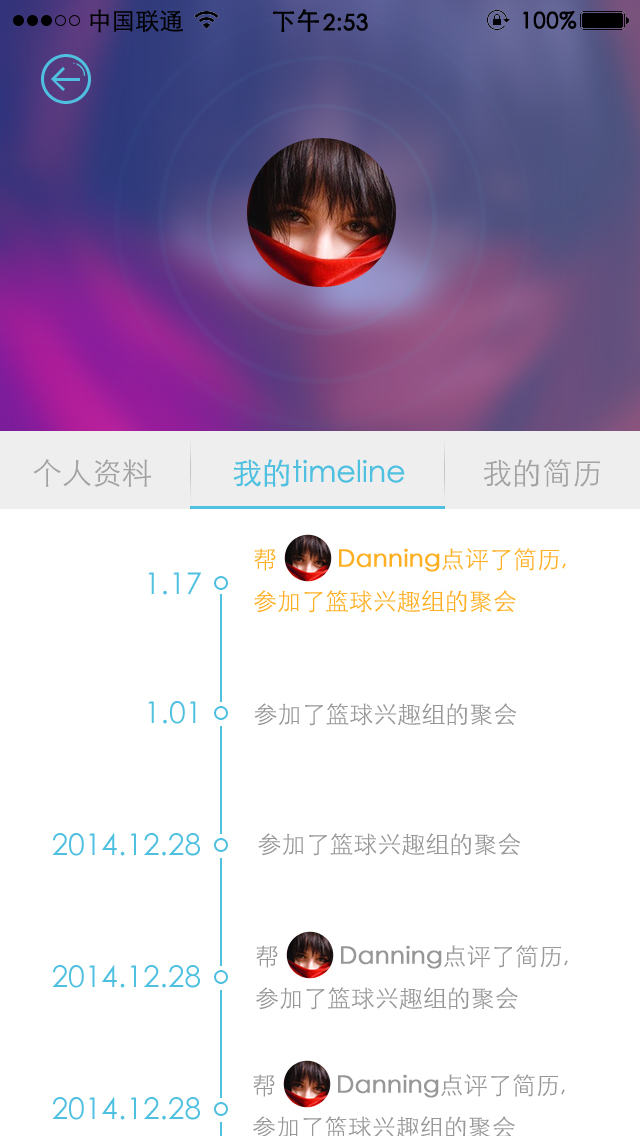 中国联通 下午2:53 100%
个人资料 我的timeline 我的简历
帮 Danning点评了简历,
1.17
参加了篮球兴趣组的聚会
1.01 参加了篮球兴趣组的聚会
2014.12.28 参加了篮球兴趣组的聚会
帮 Danning点评了简历,
2014.12.28
参加了篮球兴趣组的聚会
帮 Danning点评了简历,
2014.12.28
参加了篮球兴趣组的聚会